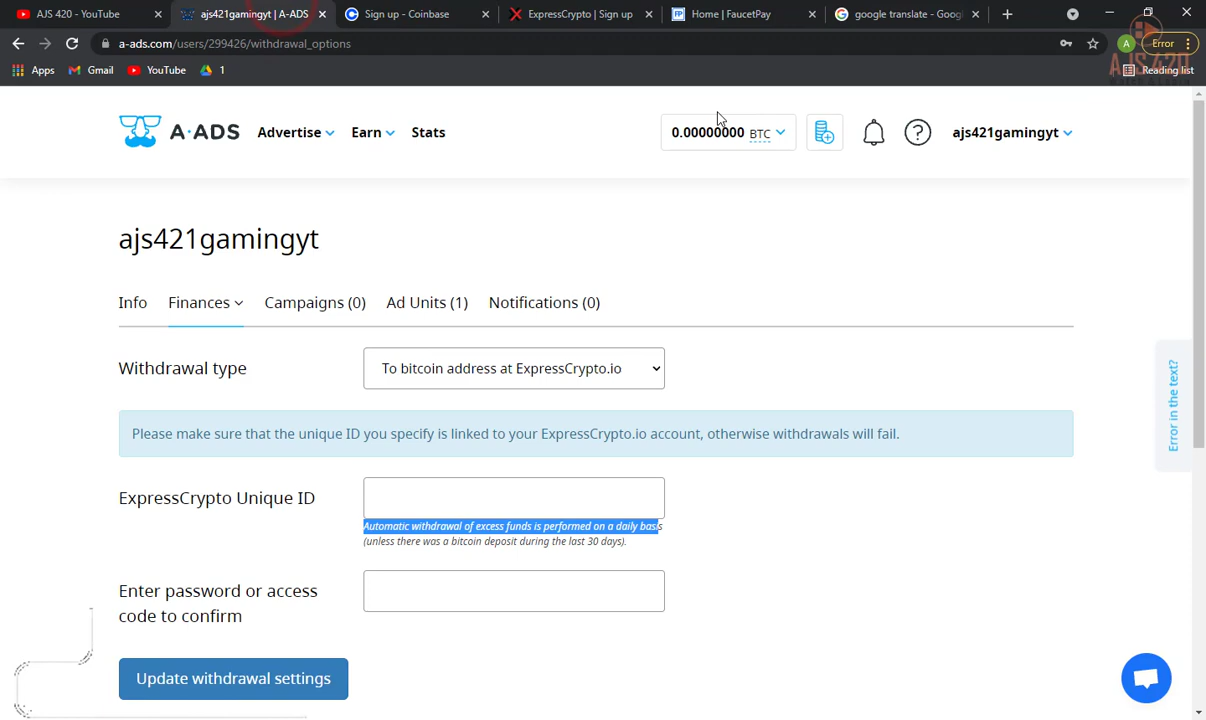 AJS 420 - YouTube
ajs421gamingyt | A-ADS
Sign up - Coinbase
ExpressCrypto | Sign up
Home | FaucetPay
google translate - Goog
a-ads.com/users/299426/withdrawal_options
A
Error
Apps
Gmail
YouTube
1
Reading list
AJS 420
A-ADS
Advertise
Earn
Stats
0.00000000 BTC
ajs421gamingyt
ajs421gamingyt
Info
Finances
Campaigns (0)
Ad Units (1)
Notifications (0)
Withdrawal type
To bitcoin address at ExpressCrypto.io
Please make sure that the unique ID you specify is linked to your ExpressCrypto.io account, otherwise withdrawals will fail.
ExpressCrypto Unique ID
Automatic withdrawal of excess funds is performed on a daily basis
(unless there was a bitcoin deposit during the last 30 days).
Enter password or access
code to confirm
Update withdrawal settings
Error in the text?